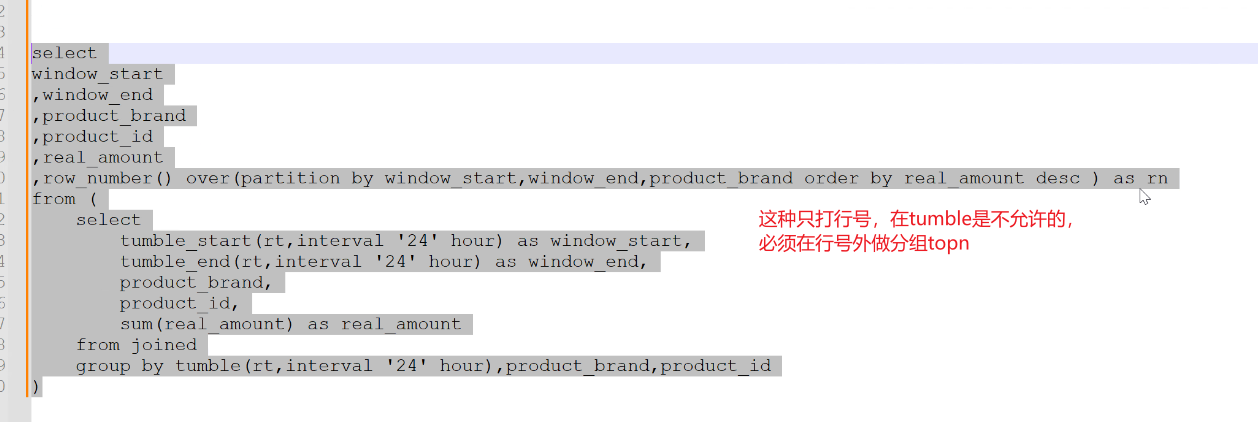 select
window_start
,window_end
,product_brand
,product_id
,real_amount
,row_number() over(partition by window_start,window_end,product_brand order by real_amount desc ) as rn
from (
select
tumble_start(rt,interval '24' hour) as window_start,
tumble_end(rt,interval '24' hour) as window_end,
product_brand,
product_id,
sum(real_amount) as real_amount
from joined
group by tumble(rt,interval '24' hour),product_brand,product_id
)
这种只打行号，在tumble是不允许的，
必须在行号外做分组topn